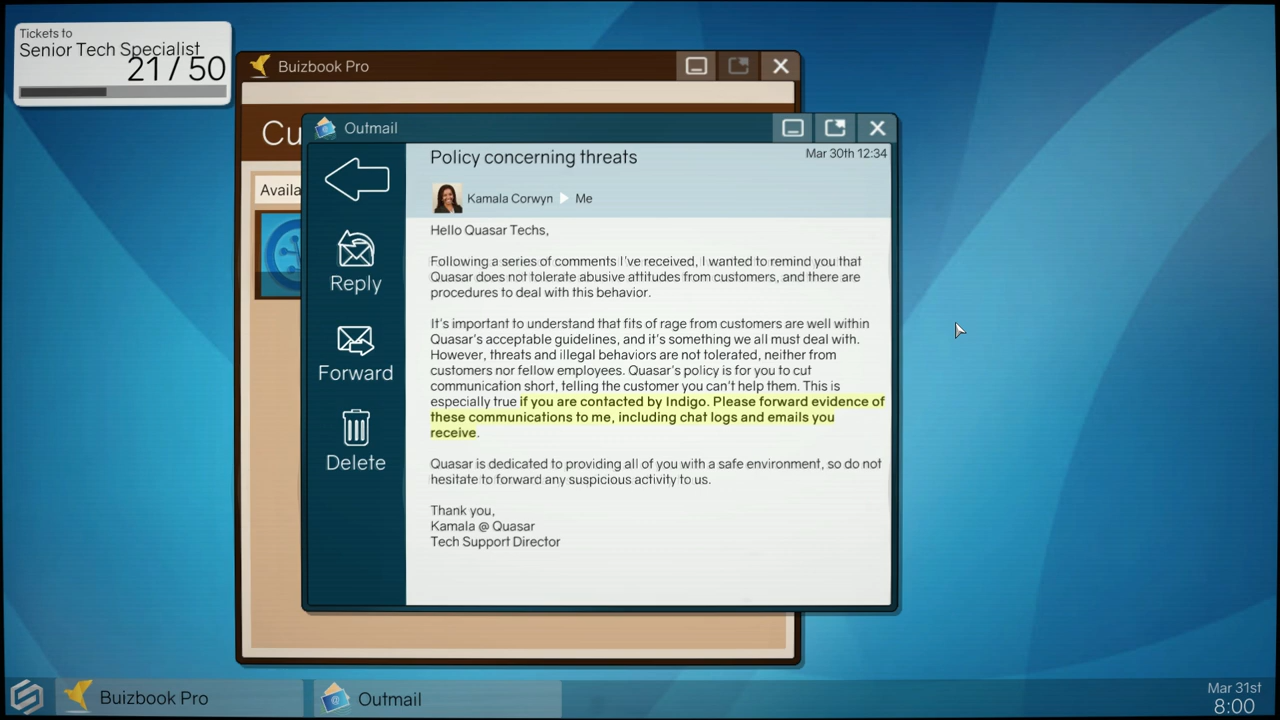 Tickets to
Senior Tech Specialist
21 / 50
Buizbook Pro
Cu
Availa
Outmail
Policy concerning threats
Mar 30th 12:34
Kamala Corwyn Me
Reply
Forward
Delete
Hello Quasar Techs,
Following a series of comments I've received, I wanted to remind you that
Quasar does not tolerate abusive attitudes from customers, and there are
procedures to deal with this behavior.
It's important to understand that fits of rage from customers are well within
Quasar's acceptable guidelines, and it's something we all must deal with.
However, threats and illegal behaviors are not tolerated, neither from
customers nor fellow employees. Quasar's policy is for you to cut
communication short, telling the customer you can't help them. This is
especially true if you are contacted by Indigo. Please forward evidence of
these communications to me, including chat logs and emails you
receive.
Quasar is dedicated to providing all of you with a safe environment, so do not
hesitate to forward any suspicious activity to us.
Thank you,
Kamala @ Quasar
Tech Support Director
Buizbook Pro
Outmail
Mar 31st
8:00